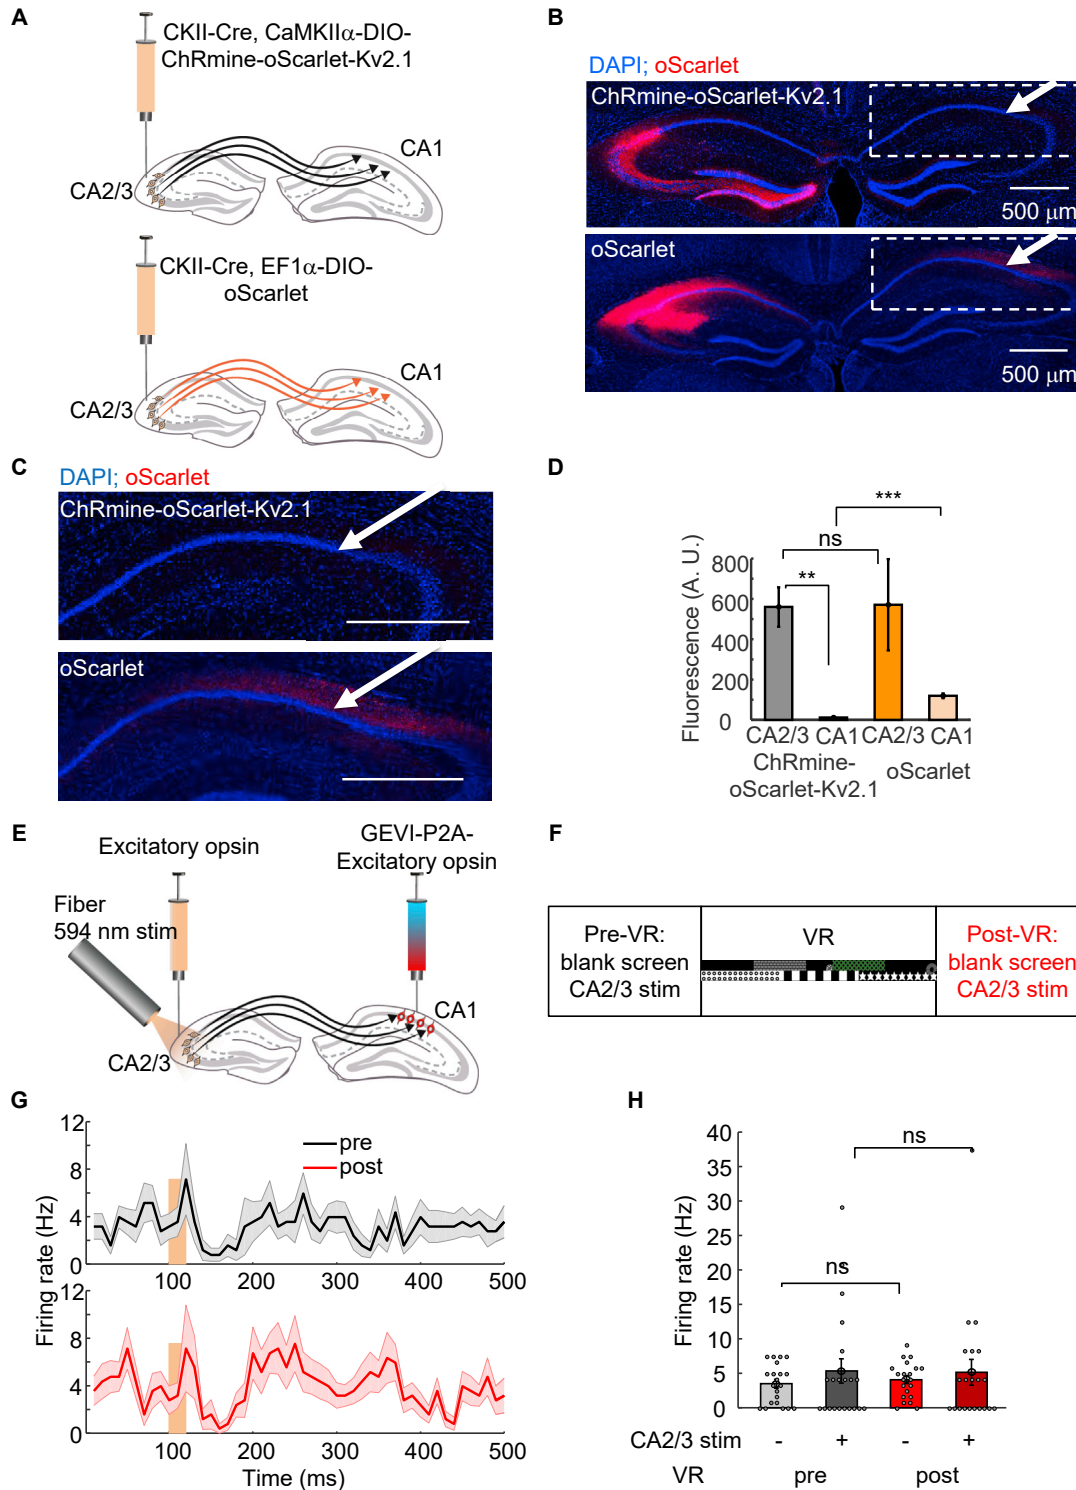 A
CKII-Cre, CaMKIIα-DIO-
ChRmine-oScarlet-Kv2.1
CA1
CA2/3
CKII-Cre, EF1α-DIO-
oScarlet
CA1
CA2/3
B
DAPI; oScarlet
ChRmine-oScarlet-Kv2.1
500 μm
oScarlet
500 μm
C
DAPI; oScarlet
ChRmine-oScarlet-Kv2.1
oScarlet
D
***
ns
**
Fluorescence (A. U.)
800
600
400
200
0
CA2/3 CA1 CA2/3 CA1
ChRmine-
oScarlet-Kv2.1
oScarlet
E
Excitatory opsin
GEVI-P2A-
Excitatory opsin
Fiber
594 nm stim
CA1
CA2/3
F
Pre-VR:
blank screen
CA2/3 stim
VR
Post-VR:
blank screen
CA2/3 stim
G
Firing rate (Hz)
12
8
4
0
pre
post
100 200 300 400 500
12
8
4
0
100 200 300 400 500
Time (ms)
H
Firing rate (Hz)
40
35
30
25
20
15
10
5
0
ns
ns
CA2/3 stim - + - +
VR pre post